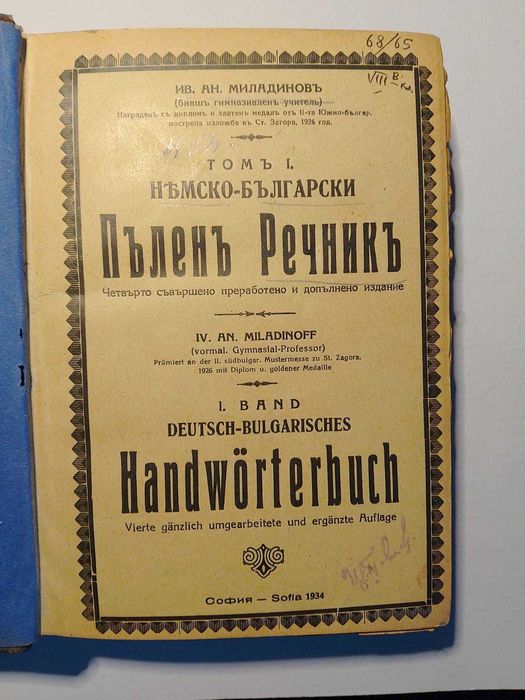 68/65
VIII В.
кл.
ИВ. АН. МИЛАДИНОВЪ
(бившъ гимназиаленъ учитель)
Награденъ съ дипломъ и златенъ медалъ отъ II-та Южно-бълар.
мострена изложба въ Ст. Загора, 1926 год.
ТОМЪ I.
НѢМСКО-БЪЛГАРСКИ
Пъленъ Речникъ
Четвърто съвършено преработено и допълнено издание
IV. AN. MILADINOFF
(vormal. Gymnasial-Professor)
Prämiert an der II. südbulgar. Mustermesse zu St. Zagora,
1926 mit Diplom u. goldener Medaille
I. BAND
DEUTSCH-BULGARISCHES
Handwörterbuch
Vierte gänzlich umgearbeitete und ergänzte Auflage
София — Sofia 1934